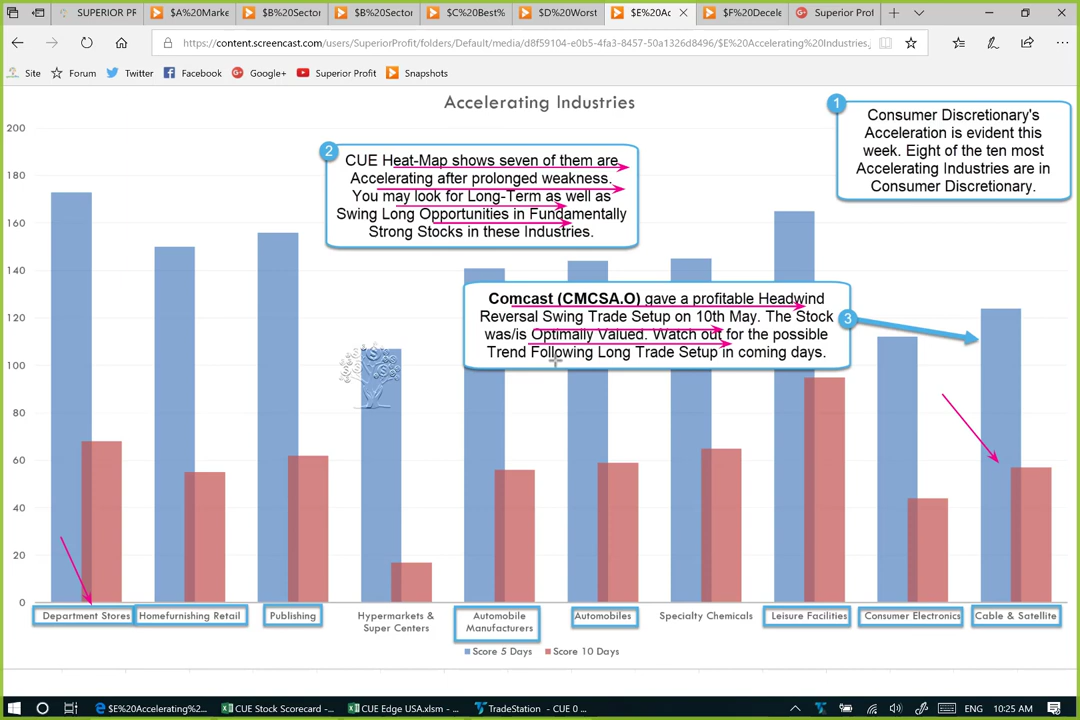 SUPERIOR PR
$A%20Marke
$B%20Sector
$B%20Sector
$C%20Best%
$D%20Worst
$E%20Ac
$F%20Decele
Superior Prof
https://content.screencast.com/users/SuperiorProfit/folders/Default/media/d8f59104-e0b5-4fa3-8457-50a1326d8496/$E%20Accelerating%20Industries.
Site
Forum
Twitter
Facebook
Google+
Superior Profit
Snapshots
Accelerating Industries
1
Consumer Discretionary's
Acceleration is evident this
week. Eight of the ten most
Accelerating Industries are in
Consumer Discretionary.
2
CUE Heat-Map shows seven of them are
Accelerating after prolonged weakness.
You may look for Long-Term as well as
Swing Long Opportunities in Fundamentally
Strong Stocks in these Industries.
Comcast (CMCSA.O) gave a profitable Headwind
Reversal Swing Trade Setup on 10th May. The Stock
was/is Optimally Valued. Watch out for the possible
Trend Following Long Trade Setup in coming days.
3
200
180
160
140
120
100
80
60
40
20
0
Department Stores
Homefurnishing Retail
Publishing
Hypermarkets &
Super Centers
Automobile
Manufacturers
Automobiles
Specialty Chemicals
Leisure Facilities
Consumer Electronics
Cable & Satellite
Score 5 Days
Score 10 Days
$E%20Accelerating%2...
CUE Stock Scorecard -...
CUE Edge USA.xlsm - ...
TradeStation - CUE 0 ...
ENG
10:25 AM